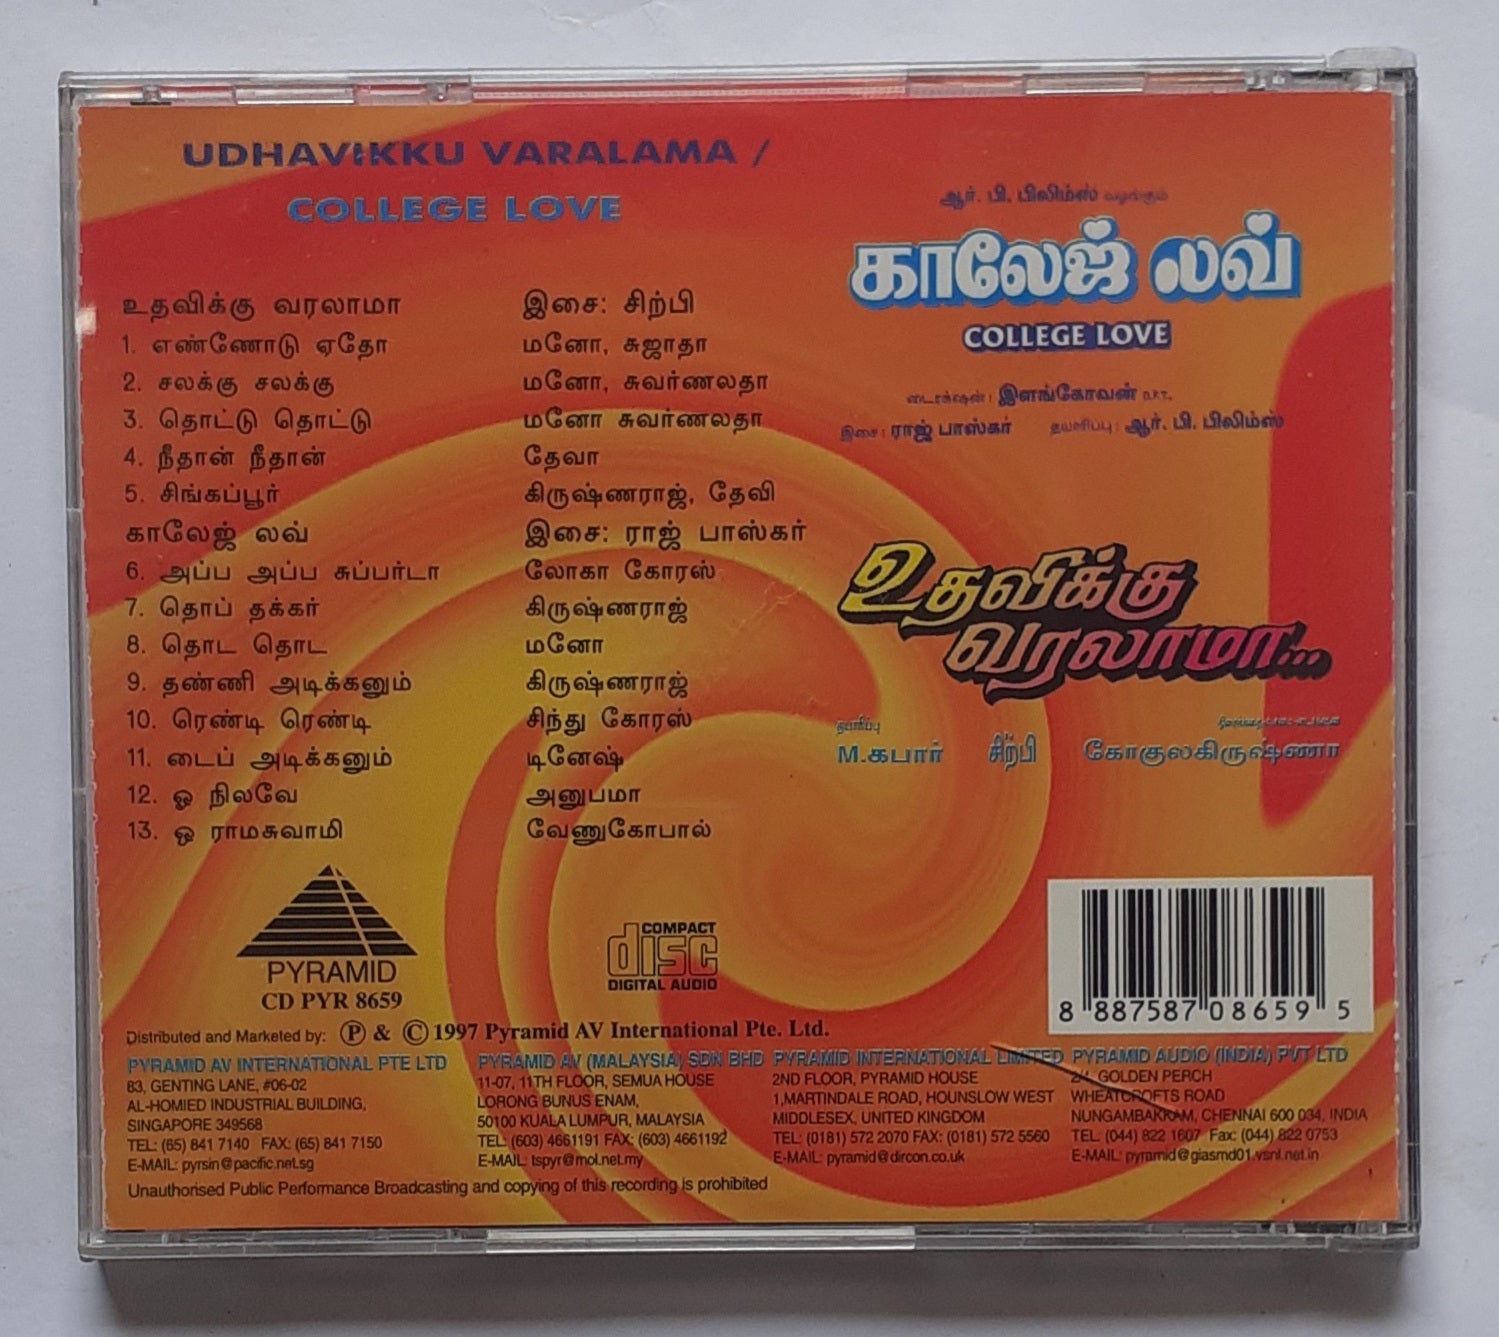 UDHAVIKKU VARALAMA /
COLLEGE LOVE
உதவிக்கு வரலாமா இசை: சிற்பி
1. எண்ணோடு ஏதோ மனோ, சுஜாதா
2. சலக்கு சலக்கு மனோ, சுவர்ணலதா
3. தொட்டு தொட்டு மனோ சுவர்ணலதா
4. நீதான் நீதான் தேவா
5. சிங்கப்பூர் கிருஷ்ணராஜ், தேவி
காலேஜ் லவ் இசை: ராஜ் பாஸ்கர்
6. அப்ப அப்ப சுப்பர்டா லோகா கோரஸ்
7. தொப் தக்கர் கிருஷ்ணராஜ்
8. தொட தொட மனோ
9. தண்ணி அடிக்கனும் கிருஷ்ணராஜ்
10. ரெண்டி ரெண்டி சிந்து கோரஸ்
11. டைப் அடிக்கனும் டினேஷ்
12. ஓ நிலவே அனுபமா
13. ஒ ராமசுவாமி வேணுகோபால்
ஆர். பி. பிலிம்ஸ் வழங்கும்
காலேஜ் லவ்
COLLEGE LOVE
டைரக்ஷன் : இளங்கோவன் D.F.T.,
இசை : ராஜ் பாஸ்கர் தயாரிப்பு : ஆர். பி. பிலிம்ஸ்
உதவிக்கு
வரலாமா...
தயாரிப்பு
M.கபார் சிற்பி கோகுலகிருஷ்ணா
PYRAMID
CD PYR 8659
COMPACT
disc
DIGITAL AUDIO
8 887587 08659 5
Distributed and Marketed by: Ⓟ & © 1997 Pyramid AV International Pte. Ltd.
PYRAMID AV INTERNATIONAL PTE LTD
83, GENTING LANE, #06-02
AL-HOMIED INDUSTRIAL BUILDING,
SINGAPORE 349568
TEL: (65) 841 7140 FAX: (65) 841 7150
E-MAIL: pyrsin@pacific.net.sg
PYRAMID AV (MALAYSIA) SDN BHD
11-07, 11TH FLOOR, SEMUA HOUSE
LORONG BUNUS ENAM,
50100 KUALA LUMPUR, MALAYSIA
TEL: (603) 4661191 FAX: (603) 4661192
E-MAIL: tspyr@mol.net.my
PYRAMID INTERNATIONAL LIMITED
2ND FLOOR, PYRAMID HOUSE
1,MARTINDALE ROAD, HOUNSLOW WEST
MIDDLESEX, UNITED KINGDOM
TEL: (0181) 572 2070 FAX: (0181) 572 5560
E-MAIL: pyramid@dircon.co.uk
PYRAMID AUDIO (INDIA) PVT LTD
2/4, GOLDEN PERCH
WHEATCROFTS ROAD
NUNGAMBAKKAM, CHENNAI 600 034, INDIA
TEL: (044) 822 1607 Fax: (044) 822 0753
E-MAIL: pyramid@giasmd01.vsnl.net.in
Unauthorised Public Performance Broadcasting and copying of this recording is prohibited